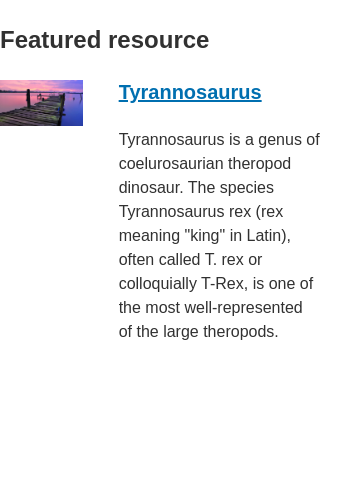 Featured resource
Tyrannosaurus
Tyrannosaurus is a genus of
coelurosaurian theropod
dinosaur. The species
Tyrannosaurus rex (rex
meaning "king" in Latin),
often called T. rex or
colloquially T-Rex, is one of
the most well-represented
of the large theropods.